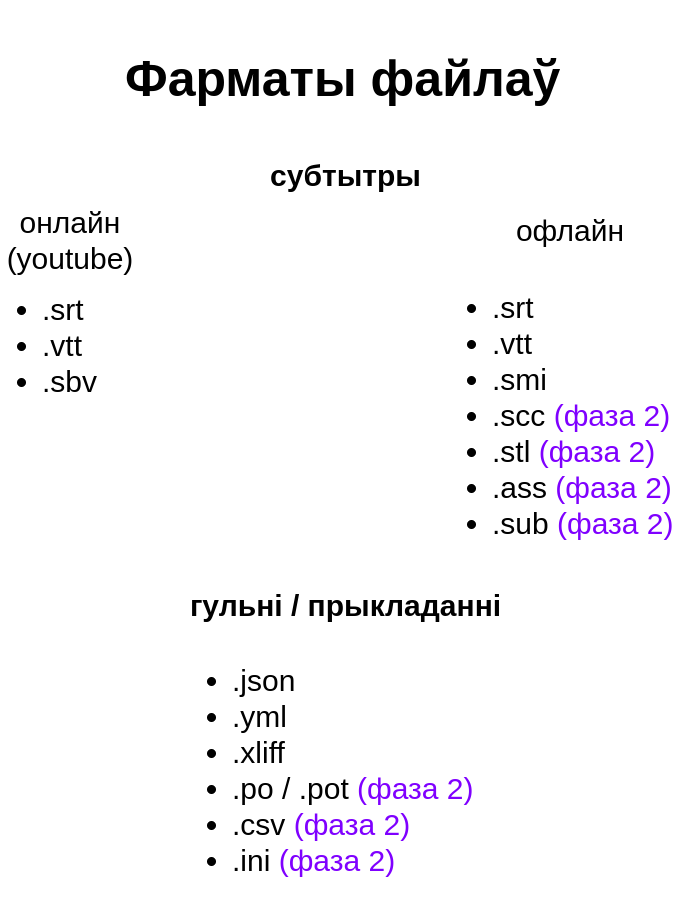 Фарматы файлаў
субтытры
онлайн
(youtube)
.srt
.vtt
.sbv
офлайн
.srt
.vtt
.smi
.scc (фаза 2)
.stl (фаза 2)
.ass (фаза 2)
.sub (фаза 2)
гульні / прыкладанні
.json
.yml
.xliff
.po / .pot (фаза 2)
.csv (фаза 2)
.ini (фаза 2)